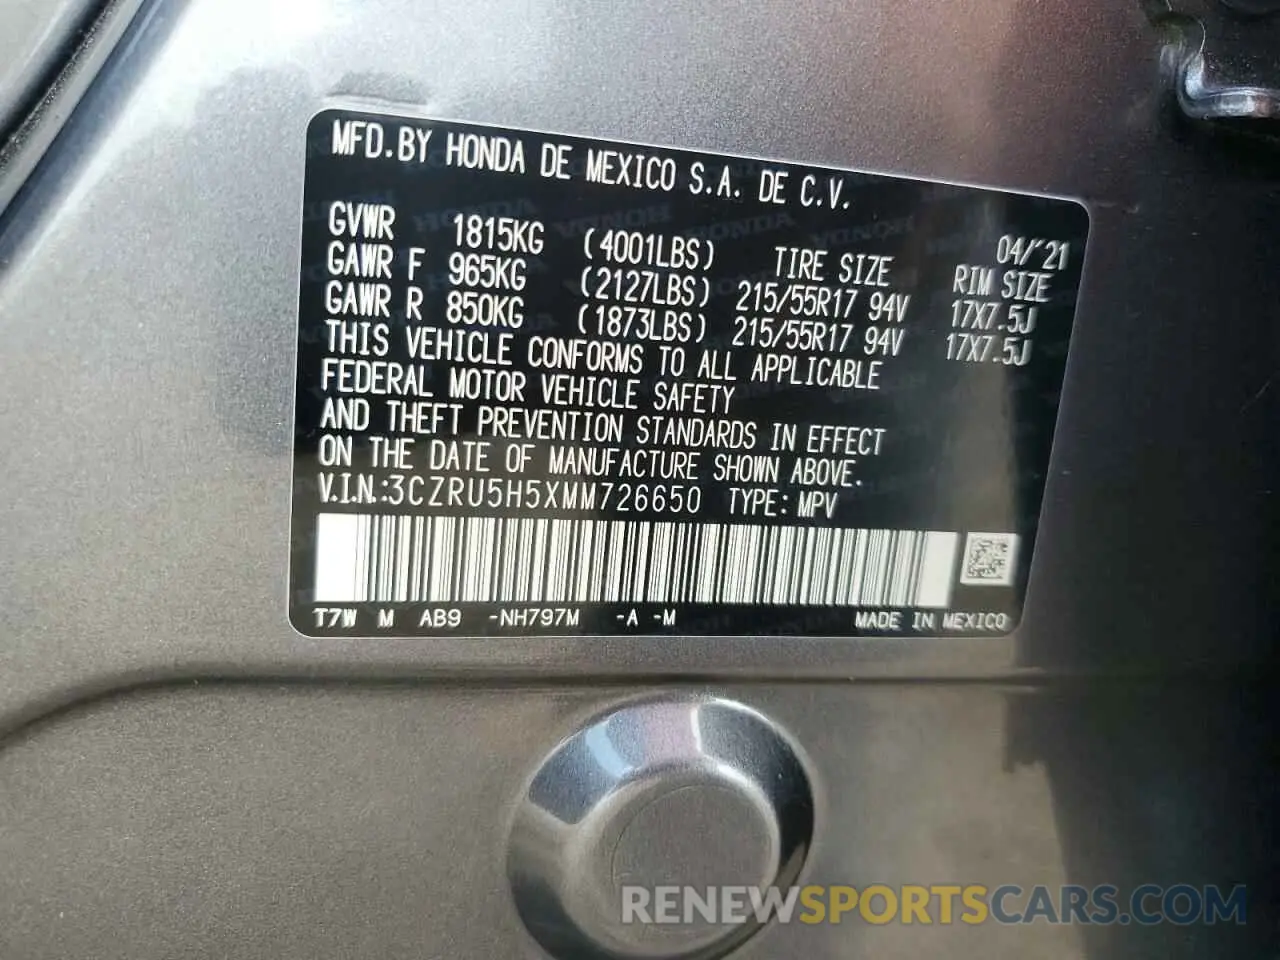 MFD.BY HONDA DE MEXICO S.A. DE C.V.
04/'21
GVWR 1815KG (4001LBS) TIRE SIZE RIM SIZE
GAWR F 965KG (2127LBS) 215/55R17 94V 17X7.5J
GAWR R 850KG (1873LBS) 215/55R17 94V 17X7.5J
THIS VEHICLE CONFORMS TO ALL APPLICABLE
FEDERAL MOTOR VEHICLE SAFETY
AND THEFT PREVENTION STANDARDS IN EFFECT
ON THE DATE OF MANUFACTURE SHOWN ABOVE.
V.I.N.:3CZRU5H5XMM726650 TYPE: MPV
T7W M AB9 -NH797M -A -M MADE IN MEXICO
RENEWSPORTSCARS.COM